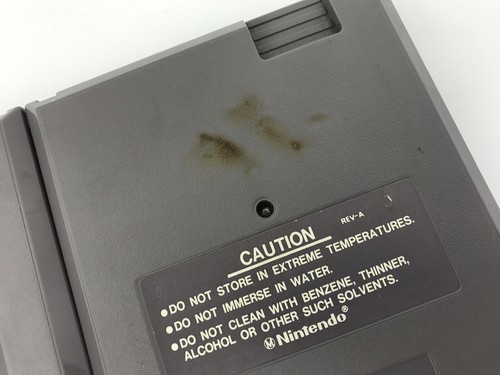 REV-A
CAUTION
•DO NOT STORE IN EXTREME TEMPERATURES.
•DO NOT IMMERSE IN WATER.
•DO NOT CLEAN WITH BENZENE, THINNER,
ALCOHOL OR OTHER SUCH SOLVENTS.
Ⓜ Nintendo®